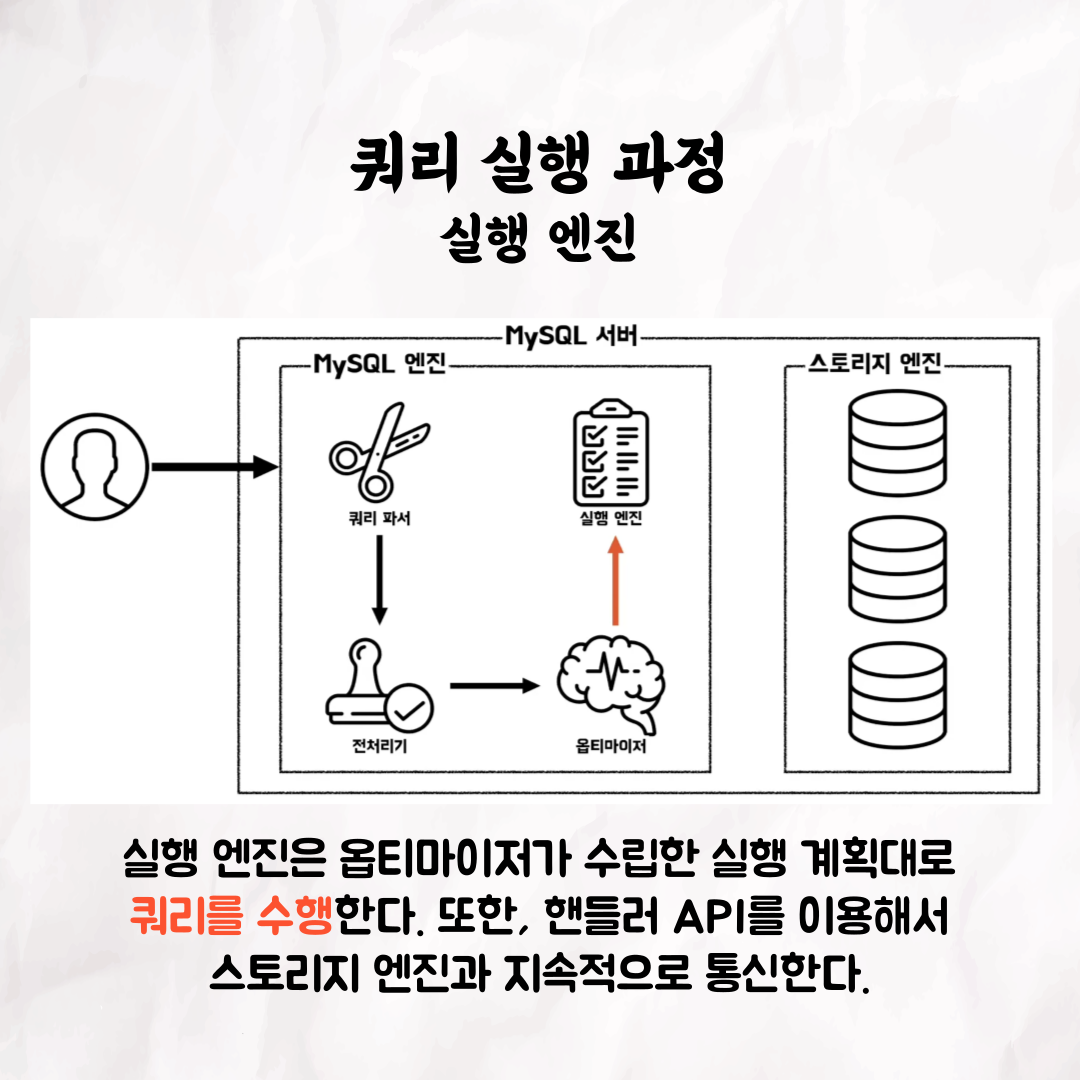 쿼리 실행 과정
실행 엔진
MySQL 서버
MySQL 엔진
스토리지 엔진
쿼리 파서
실행 엔진
전처리기
옵티마이저
실행 엔진은 옵티마이저가 수립한 실행 계획대로
쿼리를 수행한다. 또한, 핸들러 API를 이용해서
스토리지 엔진과 지속적으로 통신한다.